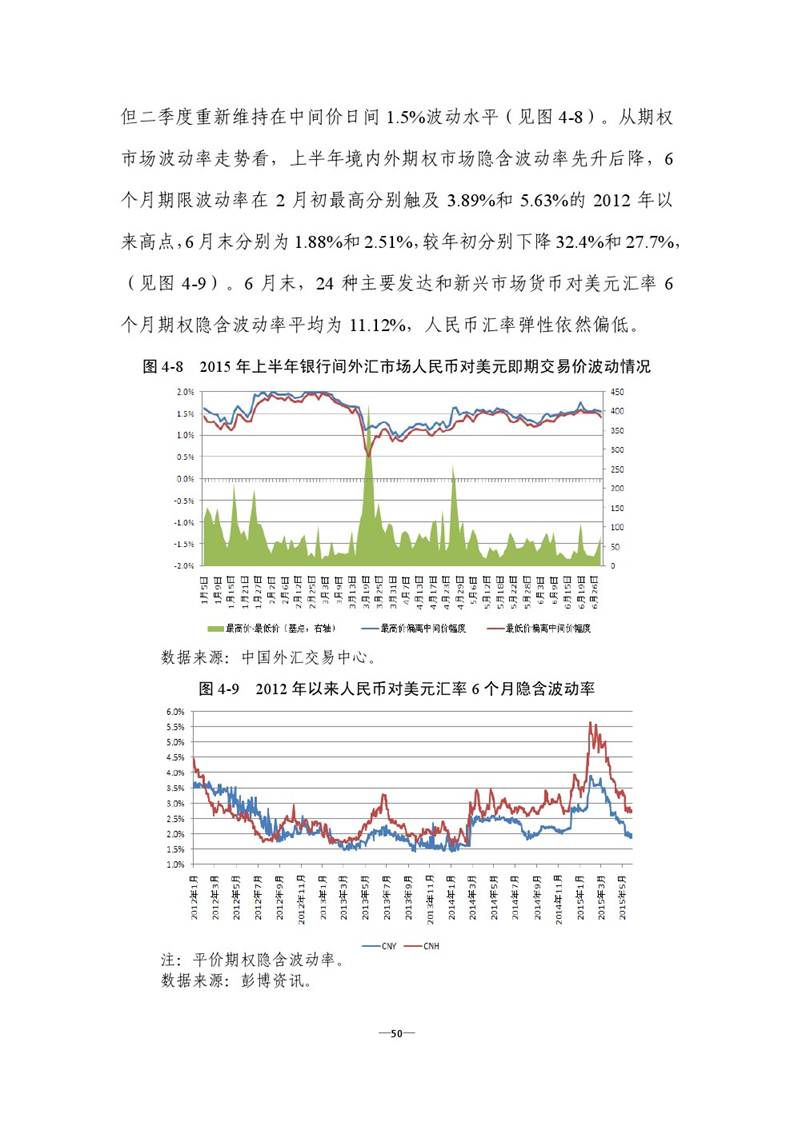 但二季度重新维持在中间价日间 1.5%波动水平（见图 4-8）。从期权
市场波动率走势看，上半年境内外期权市场隐含波动率先升后降，6
个月期限波动率在 2 月初最高分别触及 3.89%和 5.63%的 2012 年以
来高点，6 月末分别为 1.88%和 2.51%，较年初分别下降 32.4%和 27.7%，
（见图 4-9）。6 月末，24 种主要发达和新兴市场货币对美元汇率 6
个月期权隐含波动率平均为 11.12%，人民币汇率弹性依然偏低。
图 4-8 2015 年上半年银行间外汇市场人民币对美元即期交易价波动情况
2.0%
1.5%
1.0%
0.5%
0.0%
-0.5%
-1.0%
-1.5%
-2.0%
450
400
350
300
250
200
150
100
50
0
1月5日
1月9日
1月15日
1月21日
1月27日
2月2日
2月6日
2月12日
2月25日
3月3日
3月9日
3月13日
3月19日
3月25日
3月31日
4月7日
4月13日
4月17日
4月23日
4月29日
5月6日
5月12日
5月18日
5月22日
5月28日
6月3日
6月9日
6月15日
6月19日
6月26日
最高价-最低价（基点，右轴）
最高价偏离中间价幅度
最低价偏离中间价幅度
数据来源：中国外汇交易中心。
图 4-9 2012 年以来人民币对美元汇率 6 个月隐含波动率
6.0%
5.5%
5.0%
4.5%
4.0%
3.5%
3.0%
2.5%
2.0%
1.5%
1.0%
2012年1月
2012年3月
2012年5月
2012年7月
2012年9月
2012年11月
2013年1月
2013年3月
2013年5月
2013年7月
2013年9月
2013年11月
2014年1月
2014年3月
2014年5月
2014年7月
2014年9月
2014年11月
2015年1月
2015年3月
2015年5月
CNY
CNH
注：平价期权隐含波动率。
数据来源：彭博资讯。
—50—